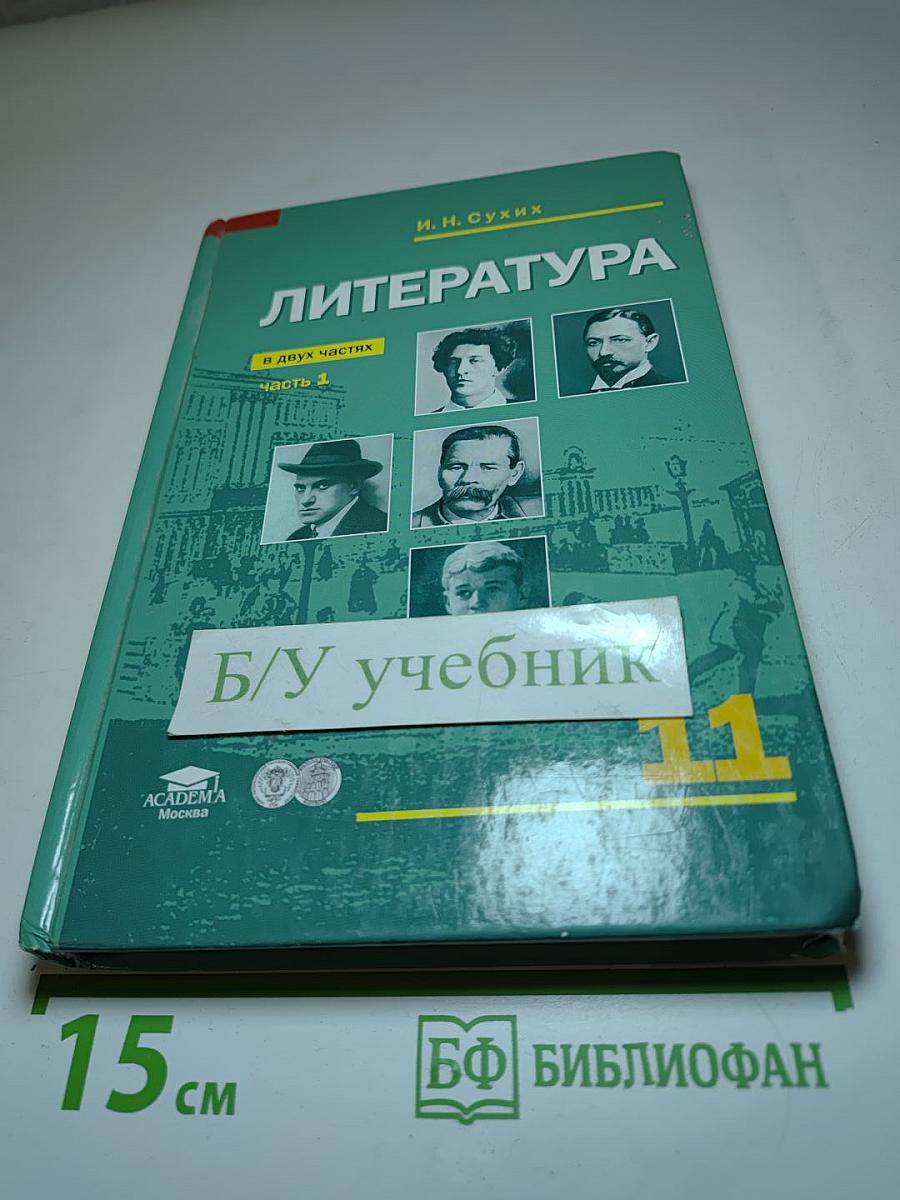 И. Н. Сухих
ЛИТЕРАТУРА
в двух частях
часть 1
Б/У учебник
11
ACADEMA
Москва
15 см
БФ БИБЛИОФАН